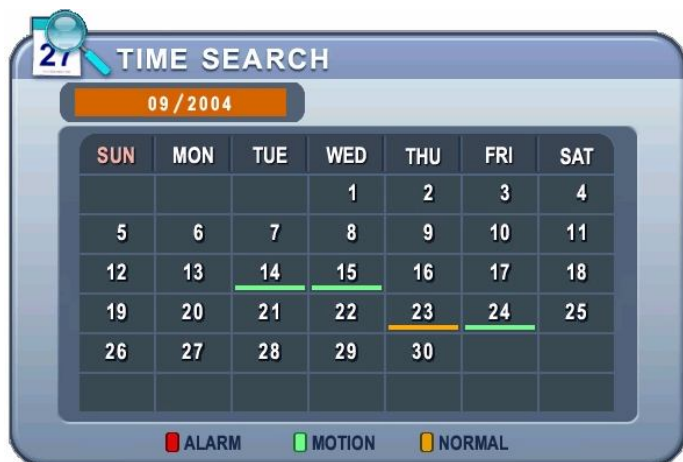 27
TIME SEARCH
09/2004
SUN MON TUE WED THU FRI SAT
1 2 3 4
5 6 7 8 9 10 11
12 13 14 15 16 17 18
19 20 21 22 23 24 25
26 27 28 29 30
ALARM MOTION NORMAL